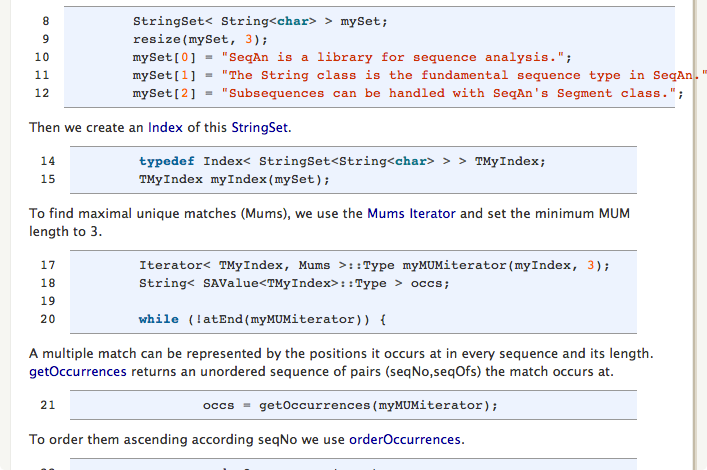 8 StringSet< String<char> > mySet;
9 resize(mySet, 3);
10 mySet[0] = "SeqAn is a library for sequence analysis.";
11 mySet[1] = "The String class is the fundamental sequence type in SeqAn."
12 mySet[2] = "Subsequences can be handled with SeqAn's Segment class.";
Then we create an Index of this StringSet.
14 typedef Index< StringSet<String<char> > > TMyIndex;
15 TMyIndex myIndex(mySet);
To find maximal unique matches (Mums), we use the Mums Iterator and set the minimum MUM
length to 3.
17 Iterator< TMyIndex, Mums >::Type myMUMiterator(myIndex, 3);
18 String< SAValue<TMyIndex>::Type > occs;
19
20 while (!atEnd(myMUMiterator)) {
A multiple match can be represented by the positions it occurs at in every sequence and its length.
getOccurrences returns an unordered sequence of pairs (seqNo,seqOfs) the match occurs at.
21 occs = getOccurrences(myMUMiterator);
To order them ascending according seqNo we use orderOccurrences.